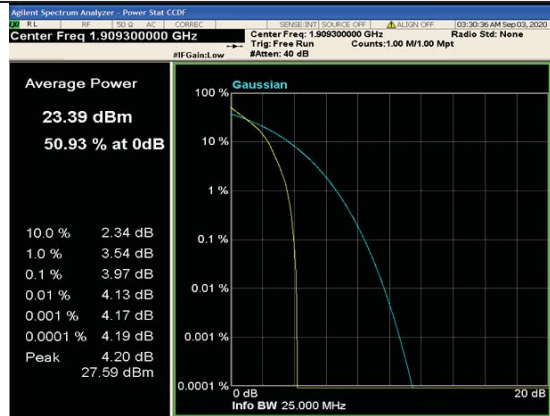 Agilent Spectrum Analyzer - Power Stat CCDF
RL RF 50 Ω AC CORREC SENSE:INT SOURCE OFF ALIGN OFF 03:30:36 AM Sep 03, 2020
Center Freq 1.909300000 GHz
Center Freq: 1.909300000 GHz Radio Std: None
Trig: Free Run Counts:1.00 M/1.00 Mpt
#IFGain:Low #Atten: 40 dB
Average Power
23.39 dBm
50.93 % at 0dB
10.0 % 2.34 dB
1.0 % 3.54 dB
0.1 % 3.97 dB
0.01 % 4.13 dB
0.001 % 4.17 dB
0.0001 % 4.19 dB
Peak 4.20 dB
27.59 dBm
Gaussian
100 %
10 %
1 %
0.1 %
0.01 %
0.001 %
0.0001 %
0 dB 20 dB
Info BW 25.000 MHz